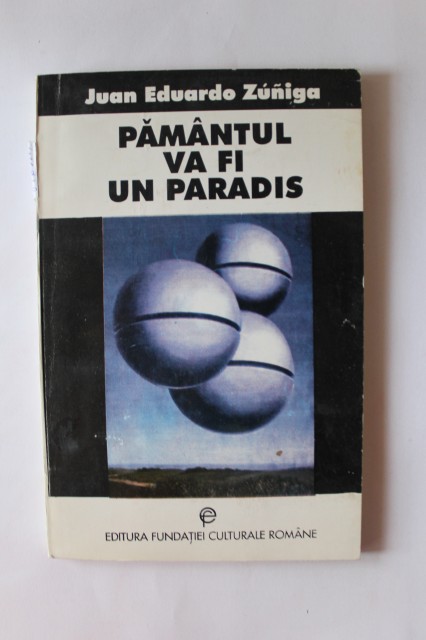 Juan Eduardo Zúñiga
PĂMÂNTUL
VA FI
UN PARADIS
EDITURA FUNDAȚIEI CULTURALE ROMÂNE